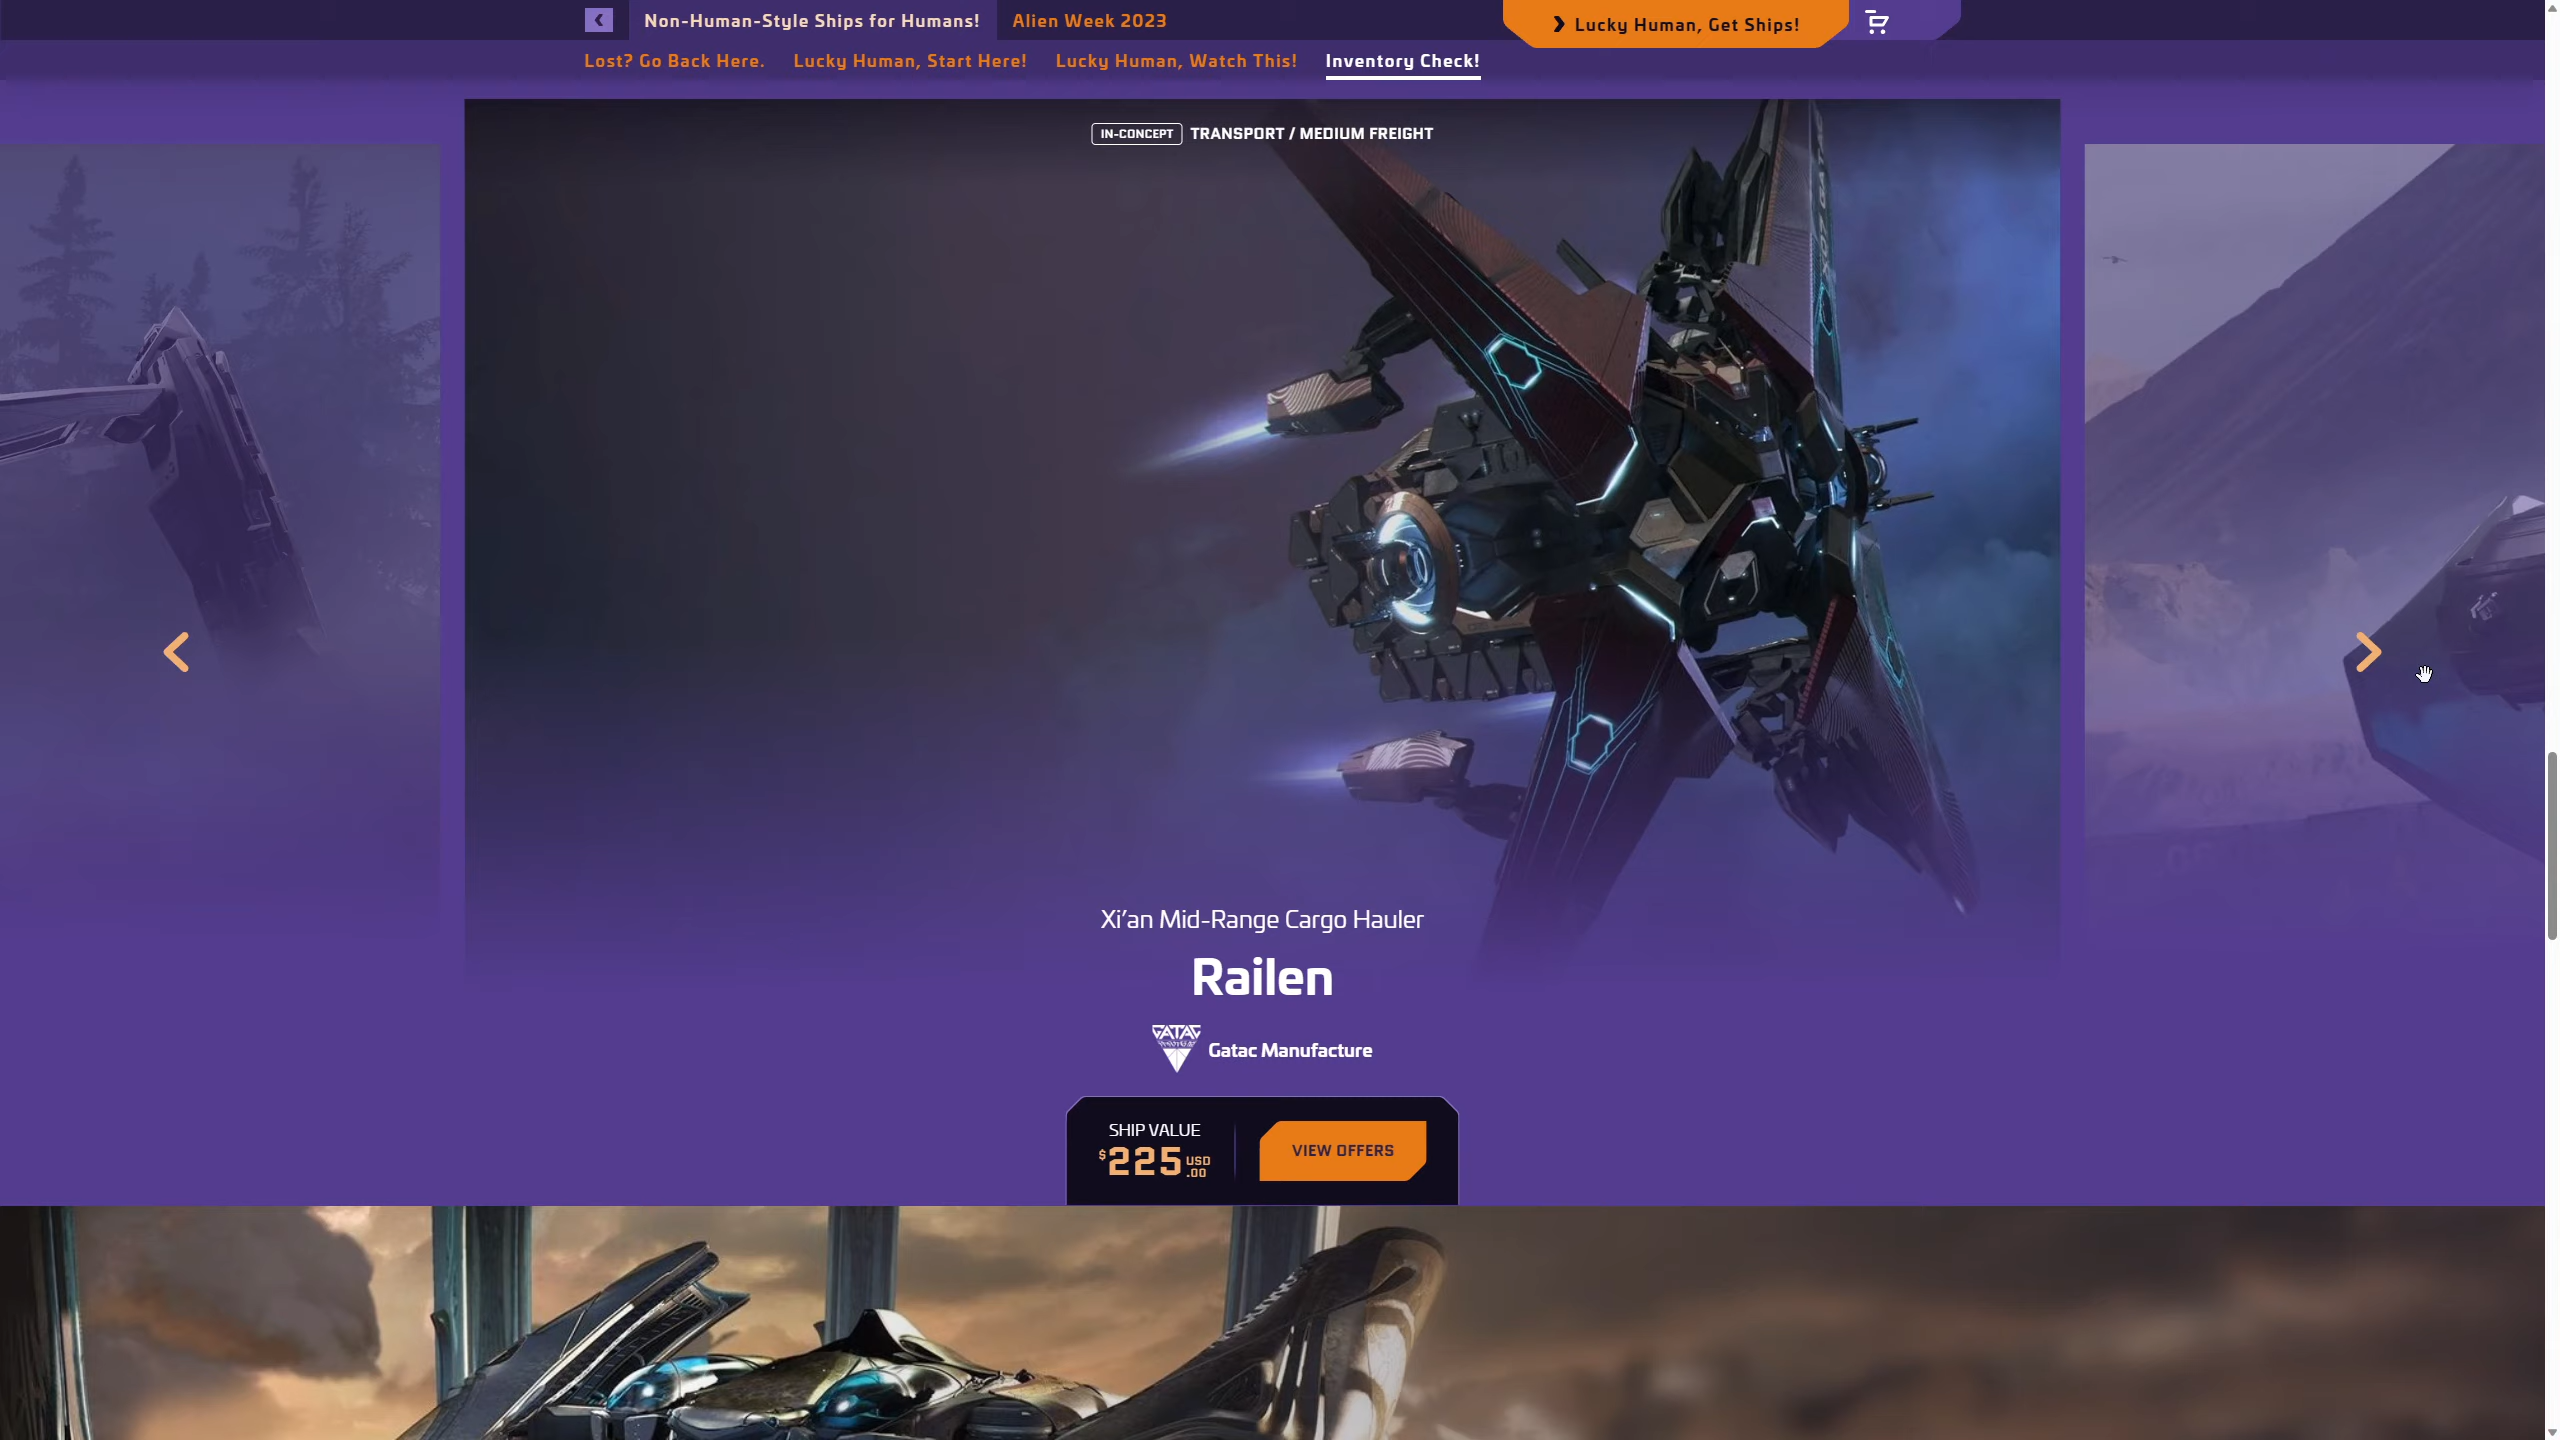 Non-Human-Style Ships for Humans!
Alien Week 2023
Lucky Human, Get Ships!
Lost? Go Back Here.
Lucky Human, Start Here!
Lucky Human, Watch This!
Inventory Check!
IN-CONCEPT TRANSPORT / MEDIUM FREIGHT
Xi’an Mid-Range Cargo Hauler
Railen
GATAC
Gatac Manufacture
SHIP VALUE
$225 USD .00
VIEW OFFERS